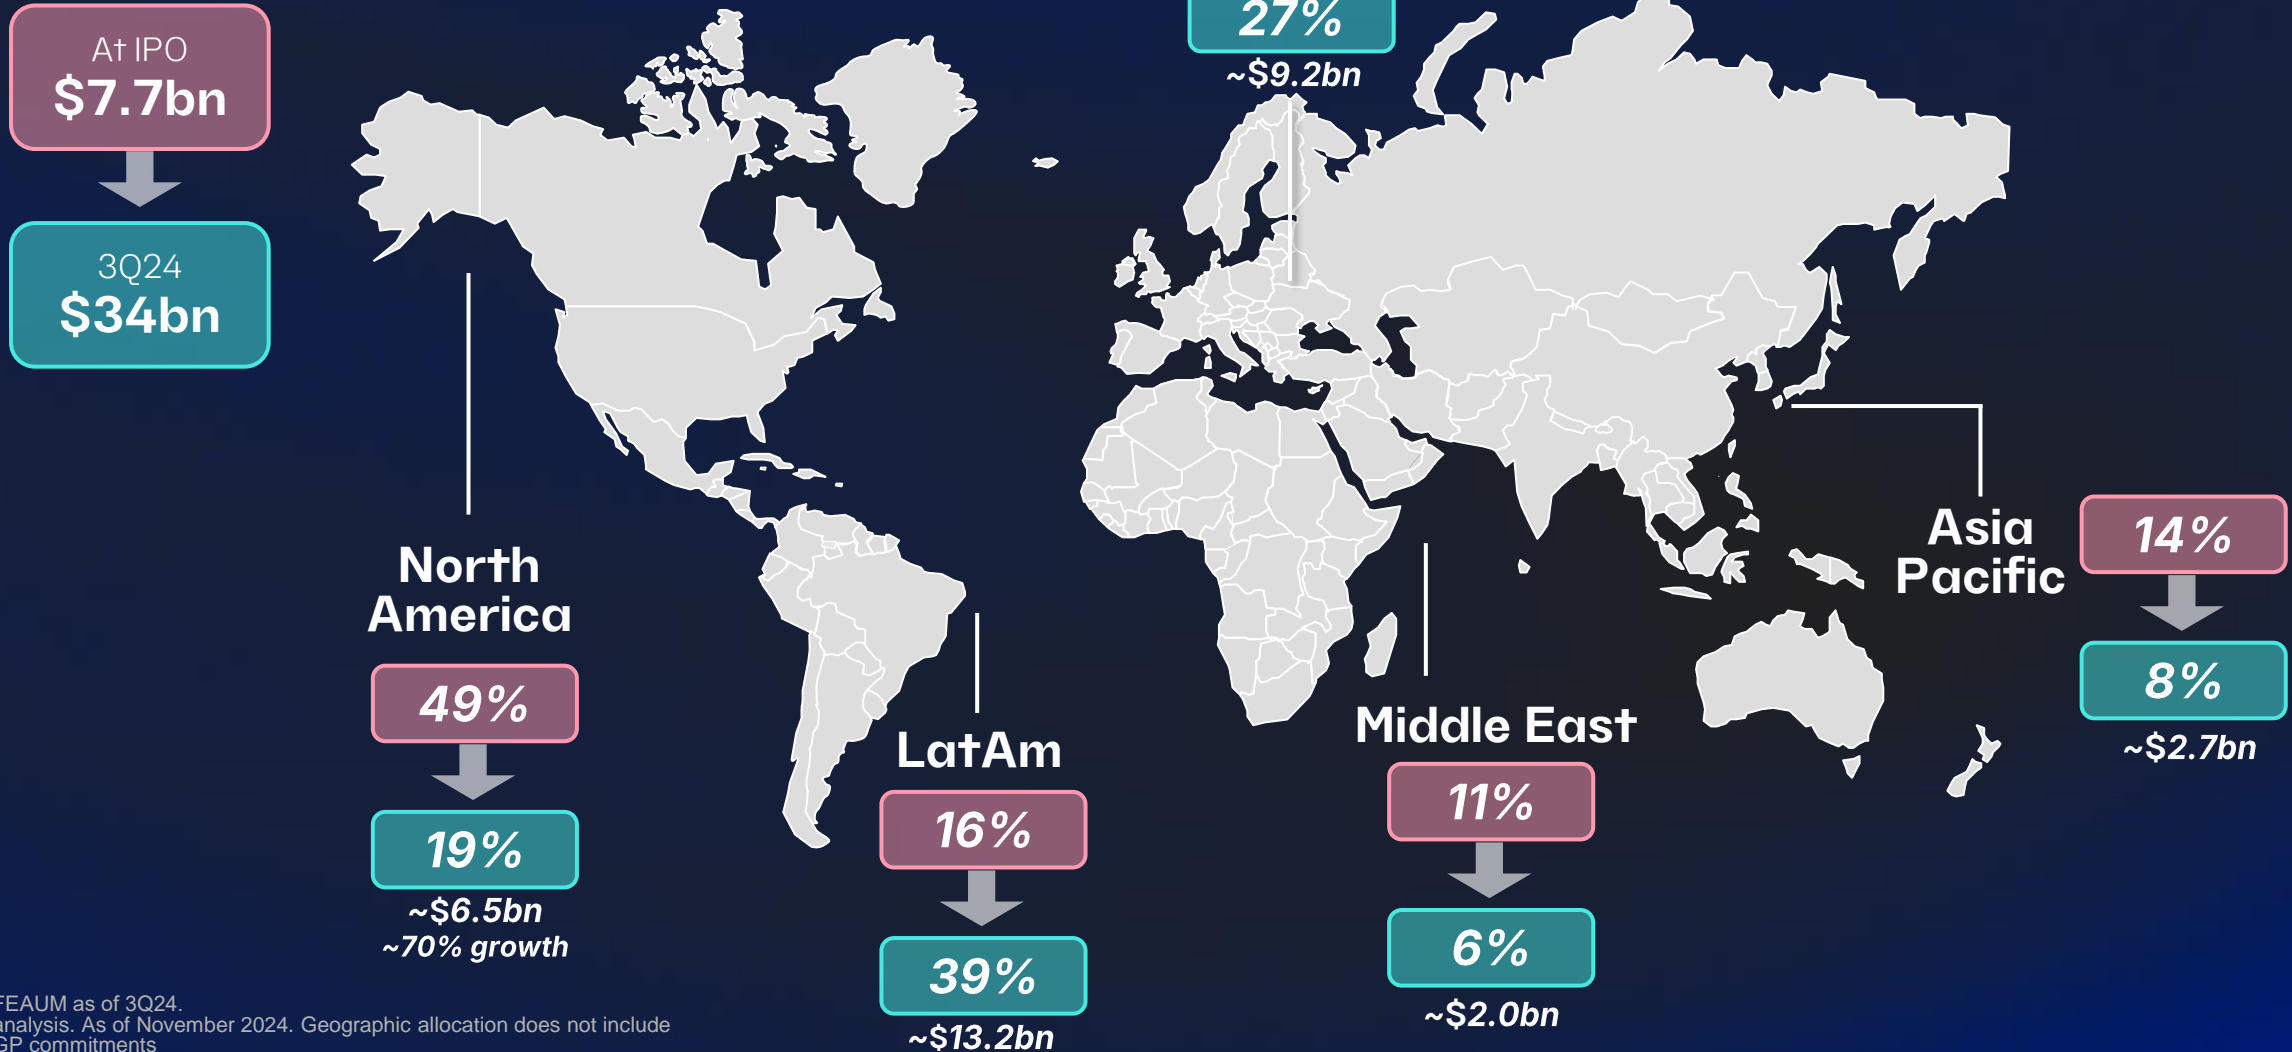 At IPO
$7.7bn
3Q24
$34bn
27%
~$9.2bn
North
America
49%
19%
~$6.5bn
~70% growth
LatAm
16%
39%
~$13.2bn
Middle East
11%
6%
~$2.0bn
Asia
Pacific
14%
8%
~$2.7bn
FEAUM as of 3Q24.
analysis. As of November 2024. Geographic allocation does not include
GP commitments